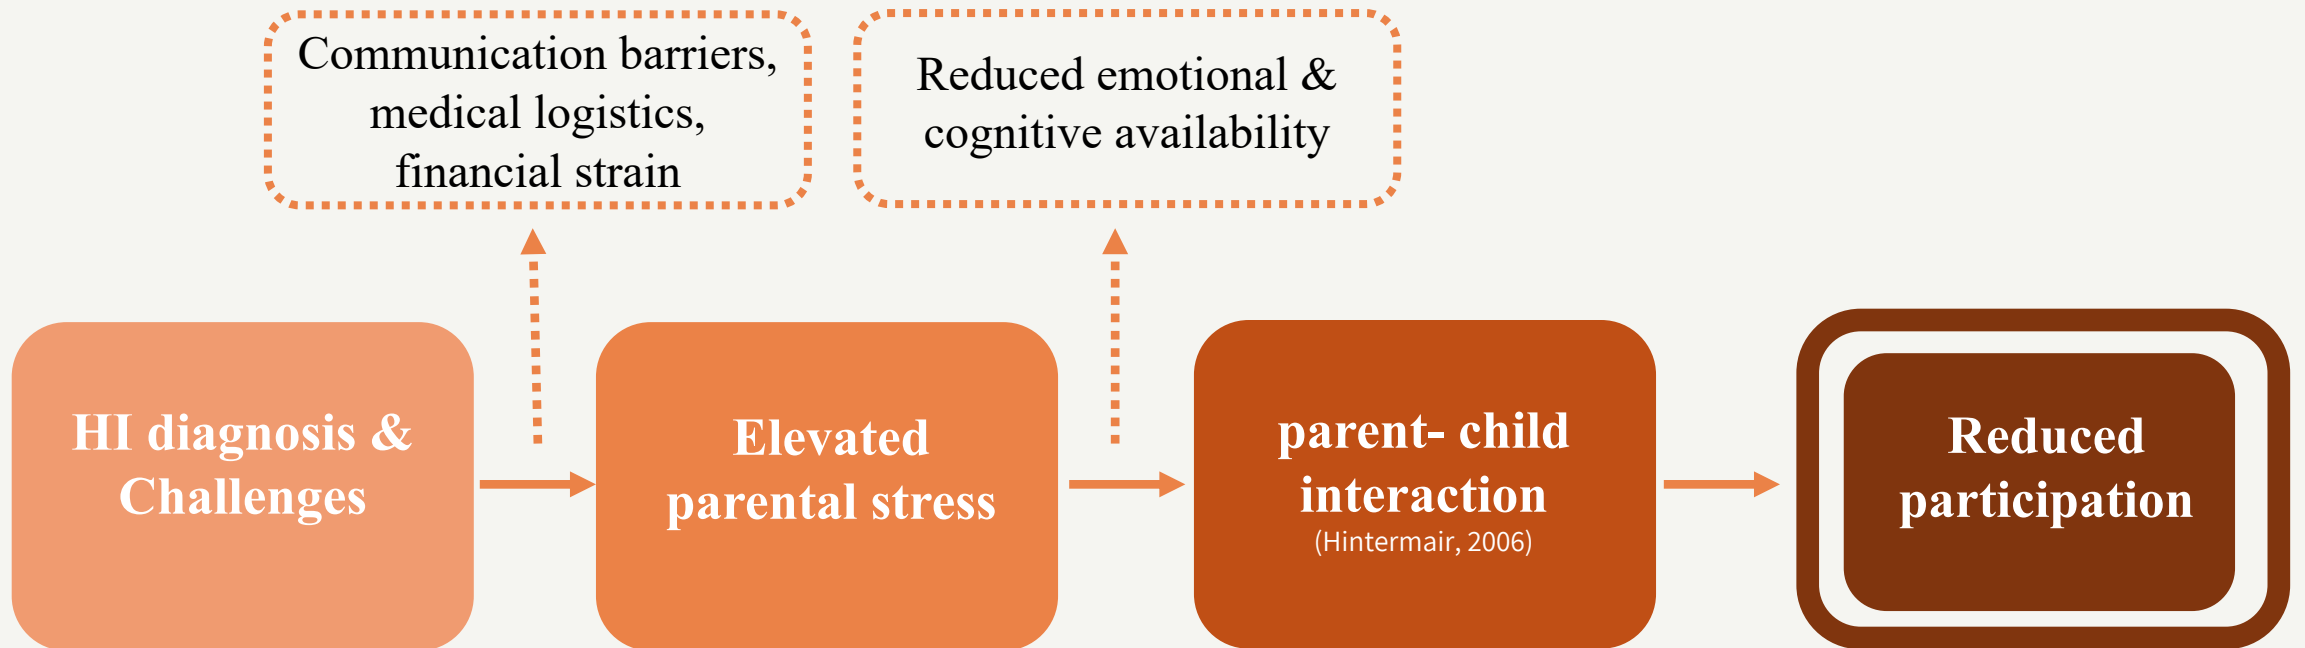 Communication barriers,
medical logistics,
financial strain
Reduced emotional &
cognitive availability
HI diagnosis &
Challenges
Elevated
parental stress
parent- child
interaction
(Hintermair, 2006)
Reduced
participation